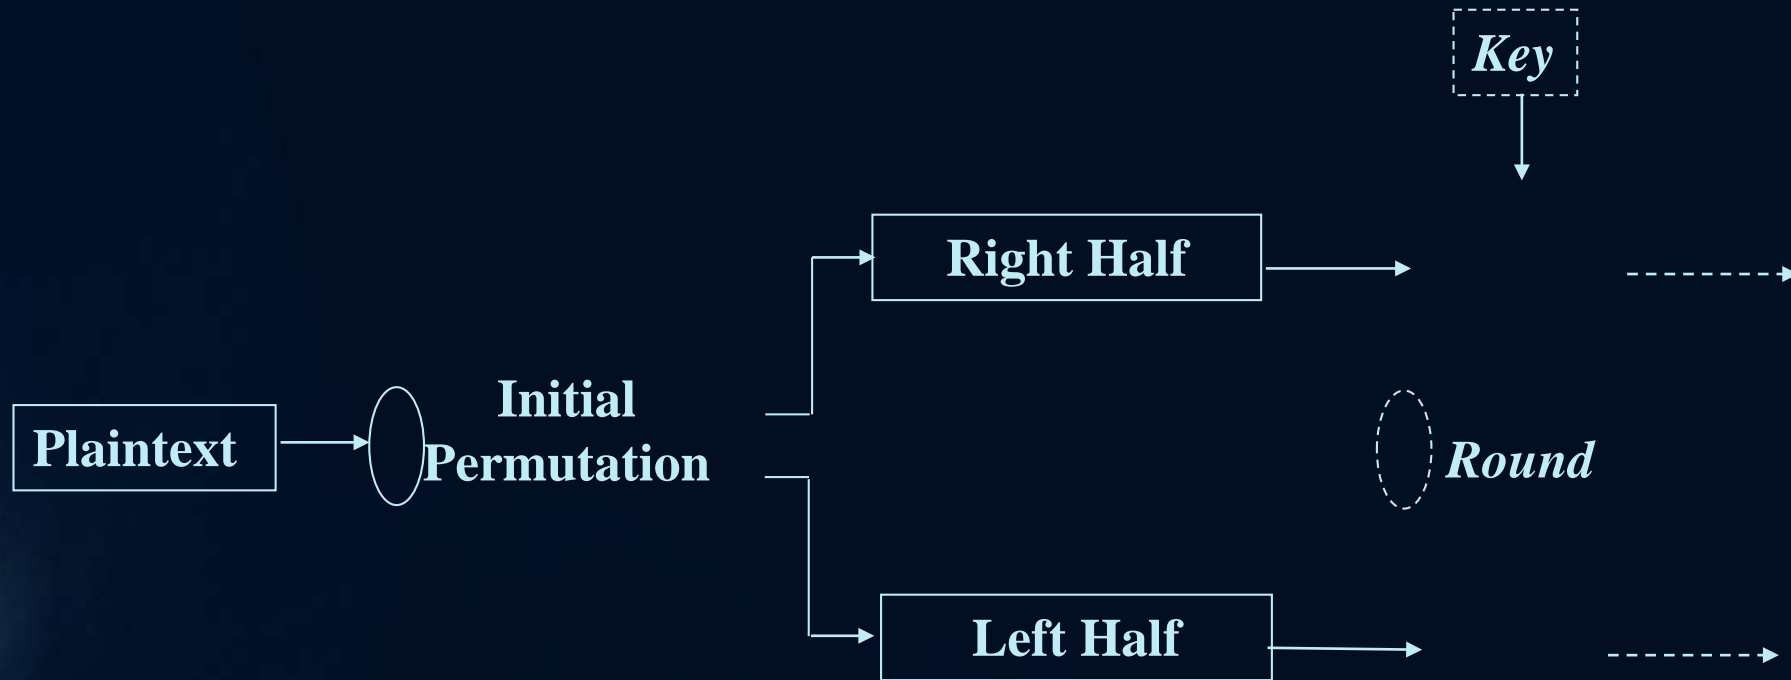 Key
Right Half
Initial
Permutation
Plaintext
Round
Left Half